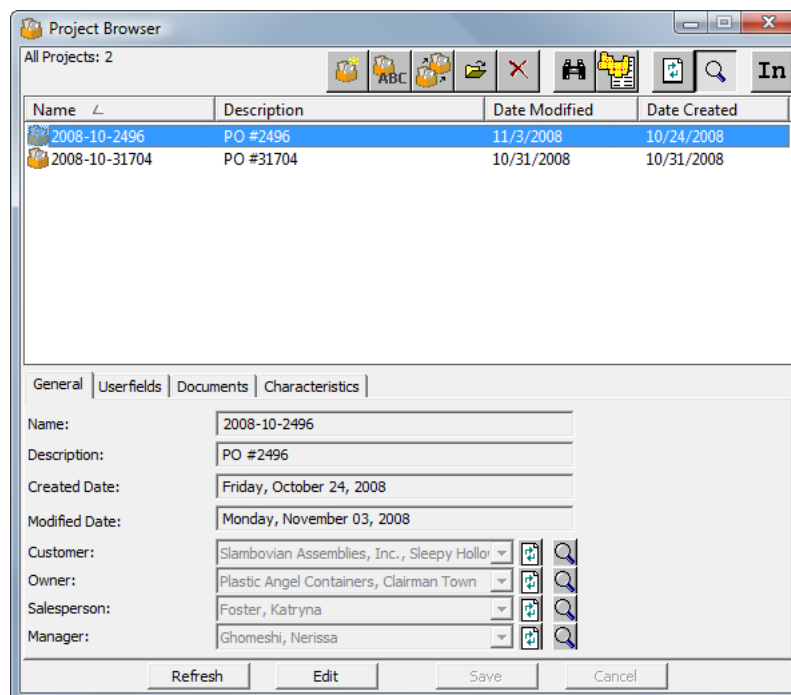 Project Browser
All Projects: 2
ABC
In
Name Description Date Modified Date Created
2008-10-2496 PO #2496 11/3/2008 10/24/2008
2008-10-31704 PO #31704 10/31/2008 10/31/2008
General Userfields Documents Characteristics
Name: 2008-10-2496
Description: PO #2496
Created Date: Friday, October 24, 2008
Modified Date: Monday, November 03, 2008
Customer: Slambovian Assemblies, Inc., Sleepy Hollo
Owner: Plastic Angel Containers, Clairman Town
Salesperson: Foster, Katryna
Manager: Ghomeshi, Nerissa
Refresh Edit Save Cancel